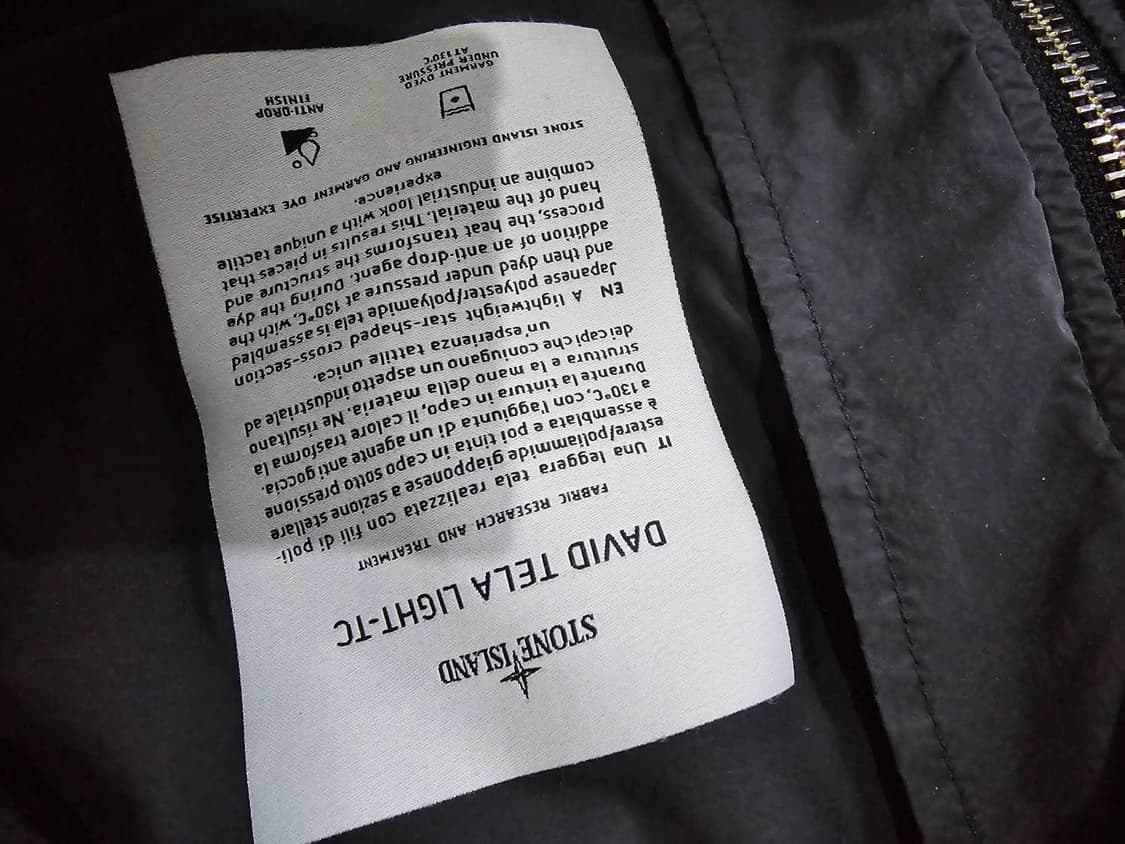 STONE ISLAND
DAVID TELA LIGHT-TC
FABRIC RESEARCH AND TREATMENT
IT Una leggera tela realizzata con fili di poli-
estere/poliammide giapponese a sezione stellare
è assemblata e poi tinta in capo sotto pressione
a 130°C, con l'aggiunta di un agente anti goccia.
Durante la tintura in capo, il calore trasforma la
struttura e la mano della materia. Ne risultano
dei capi che coniugano un aspetto industriale ad
un'esperienza tattile unica.
EN A lightweight star-shaped cross-section
Japanese polyester/polyamide tela is assembled
and then dyed under pressure at 130°C, with the
addition of an anti-drop agent. During the dye
process, the heat transforms the structure and
hand of the material. This results in pieces that
combine an industrial look with a unique tactile
experience.
STONE ISLAND ENGINEERING AND GARMENT DYE EXPERTISE
GARMENT DYED
UNDER PRESSURE
AT 130°C
ANTI-DROP
FINISH